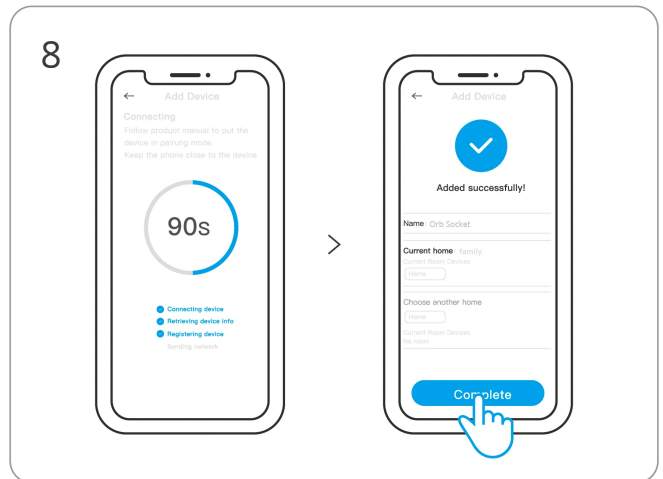 8
Add Device
Connecting
Follow product manual to put the
device in pairung mode
Keep the phone close to the device
90s
Connecting device
Retrieving device info
Registering device
Sending network
Add Device
Added successfully!
Name: Orb Socket
Current home: family
Current Room Devices
Home
Choose another home
Home
Current Room Devices
No room
Complete